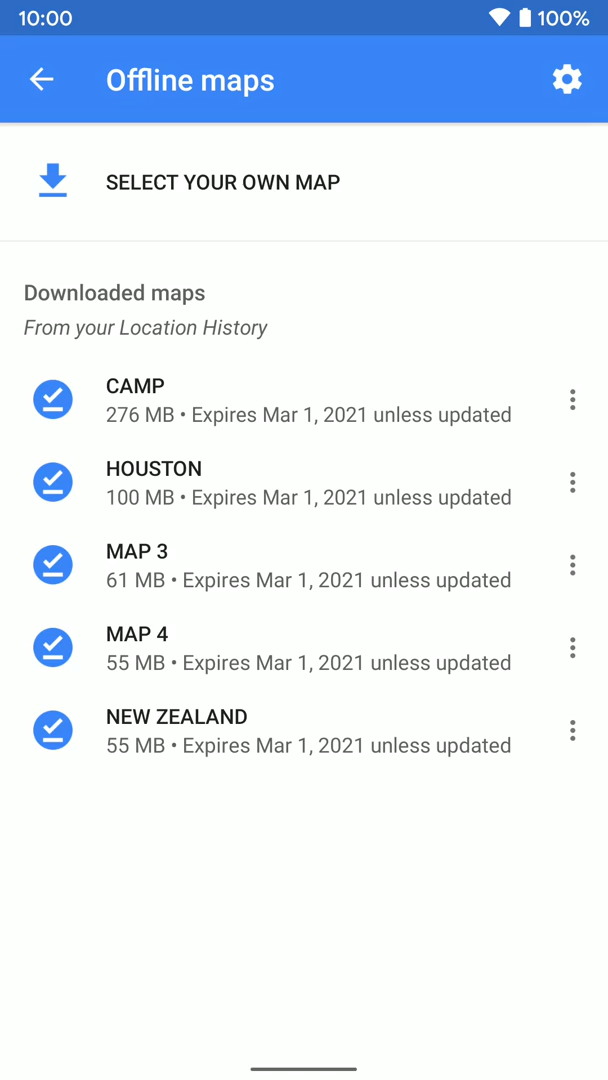 10:00
100%
Offline maps
SELECT YOUR OWN MAP
Downloaded maps
From your Location History
CAMP
276 MB • Expires Mar 1, 2021 unless updated
HOUSTON
100 MB • Expires Mar 1, 2021 unless updated
MAP 3
61 MB • Expires Mar 1, 2021 unless updated
MAP 4
55 MB • Expires Mar 1, 2021 unless updated
NEW ZEALAND
55 MB • Expires Mar 1, 2021 unless updated